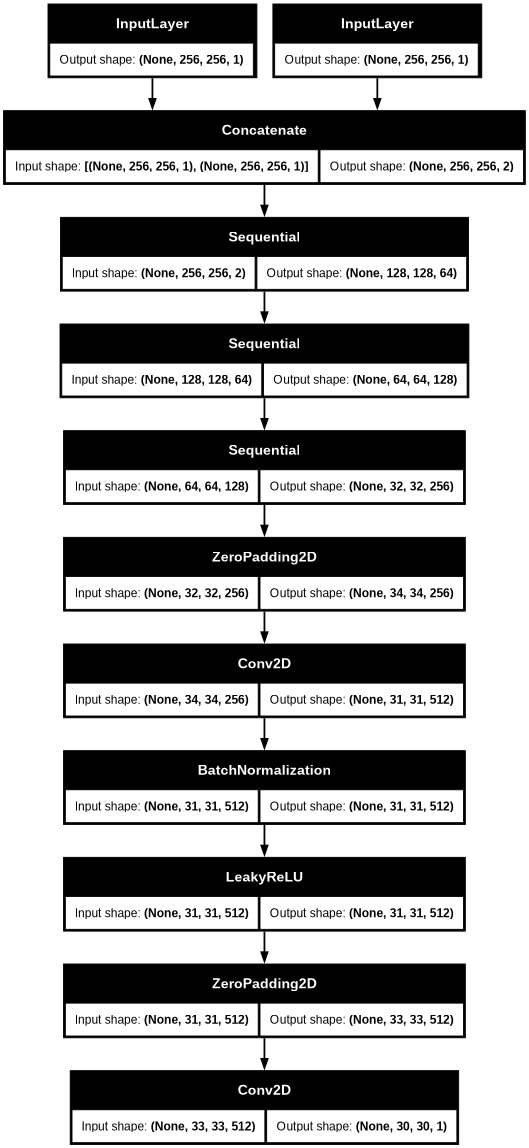 InputLayer InputLayer
Output shape: (None, 256, 256, 1) Output shape: (None, 256, 256, 1)
Concatenate
Input shape: [(None, 256, 256, 1), (None, 256, 256, 1)] Output shape: (None, 256, 256, 2)
Sequential
Input shape: (None, 256, 256, 2) Output shape: (None, 128, 128, 64)
Sequential
Input shape: (None, 128, 128, 64) Output shape: (None, 64, 64, 128)
Sequential
Input shape: (None, 64, 64, 128) Output shape: (None, 32, 32, 256)
ZeroPadding2D
Input shape: (None, 32, 32, 256) Output shape: (None, 34, 34, 256)
Conv2D
Input shape: (None, 34, 34, 256) Output shape: (None, 31, 31, 512)
BatchNormalization
Input shape: (None, 31, 31, 512) Output shape: (None, 31, 31, 512)
LeakyReLU
Input shape: (None, 31, 31, 512) Output shape: (None, 31, 31, 512)
ZeroPadding2D
Input shape: (None, 31, 31, 512) Output shape: (None, 33, 33, 512)
Conv2D
Input shape: (None, 33, 33, 512) Output shape: (None, 30, 30, 1)